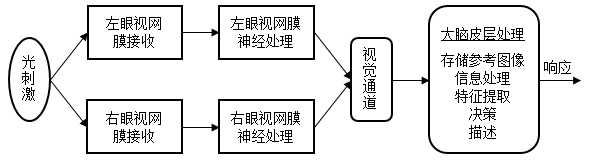 光
刺
激
左眼视网
膜接收
左眼视网膜
神经处理
右眼视网
膜接收
右眼视网膜
神经处理
视
觉
通
道
大脑皮层处理
存储参考图像
信息处理
特征提取
决策
描述
响应